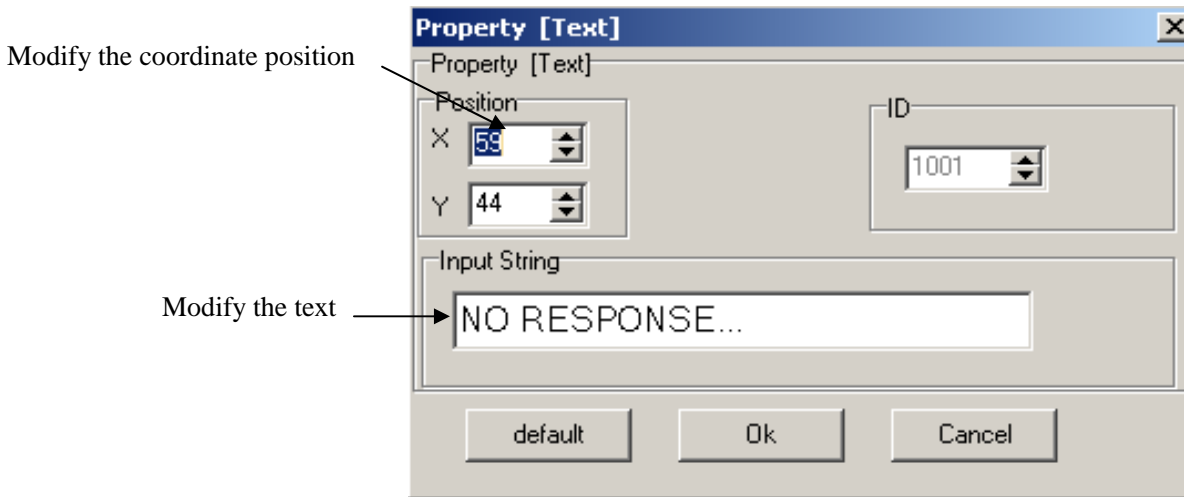 Property [Text]
Modify the coordinate position
Property [Text]
Position
ID
X 59
1001
Y 44
Input String
Modify the text
NO RESPONSE...
default Ok Cancel